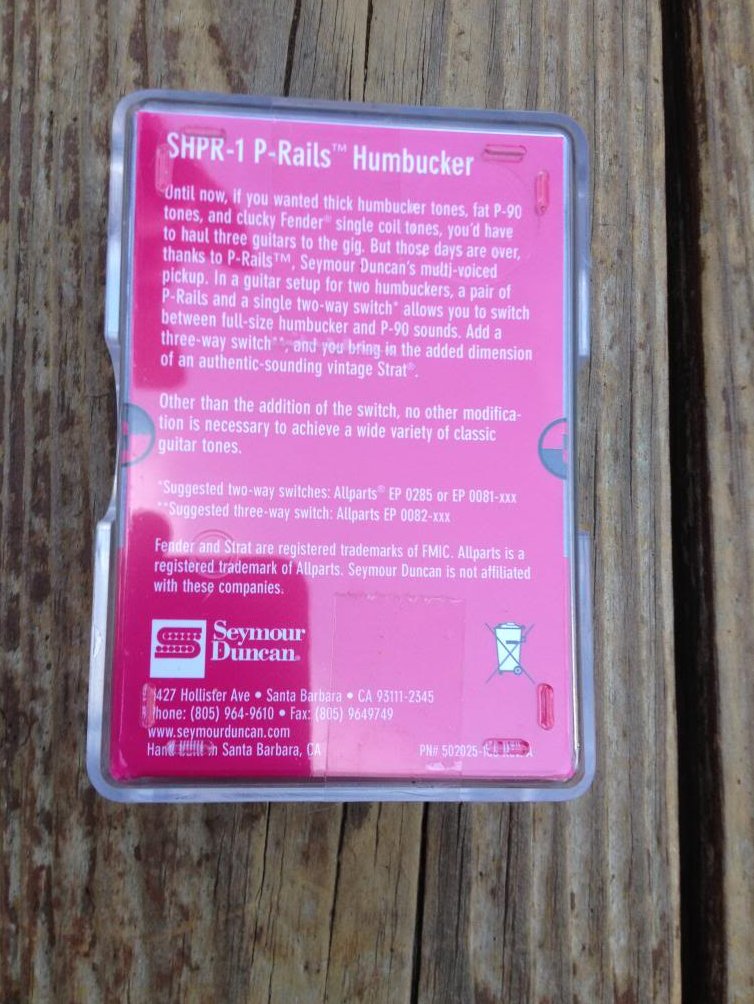 SHPR-1 P-Rails™ Humbucker
Until now, if you wanted thick humbucker tones, fat P-90
tones, and clucky Fender® single coil tones, you'd have
to haul three guitars to the gig. But those days are over,
thanks to P-Rails™, Seymour Duncan's multi-voiced
pickup. In a guitar setup for two humbuckers, a pair of
P-Rails and a single two-way switch* allows you to switch
between full-size humbucker and P-90 sounds. Add a
three-way switch**, and you bring in the added dimension
of an authentic-sounding vintage Strat®.
Other than the addition of the switch, no other modifica-
tion is necessary to achieve a wide variety of classic
guitar tones.
*Suggested two-way switches: Allparts® EP 0285 or EP 0081-xxx
**Suggested three-way switch: Allparts EP 0082-xxx
Fender and Strat are registered trademarks of FMIC. Allparts is a
registered trademark of Allparts. Seymour Duncan is not affiliated
with these companies.
Seymour
Duncan®
427 Hollister Ave • Santa Barbara • CA 93111-2345
Phone: (805) 964-9610 • Fax: (805) 9649749
www.seymourduncan.com
Hand built in Santa Barbara, CA
PN#